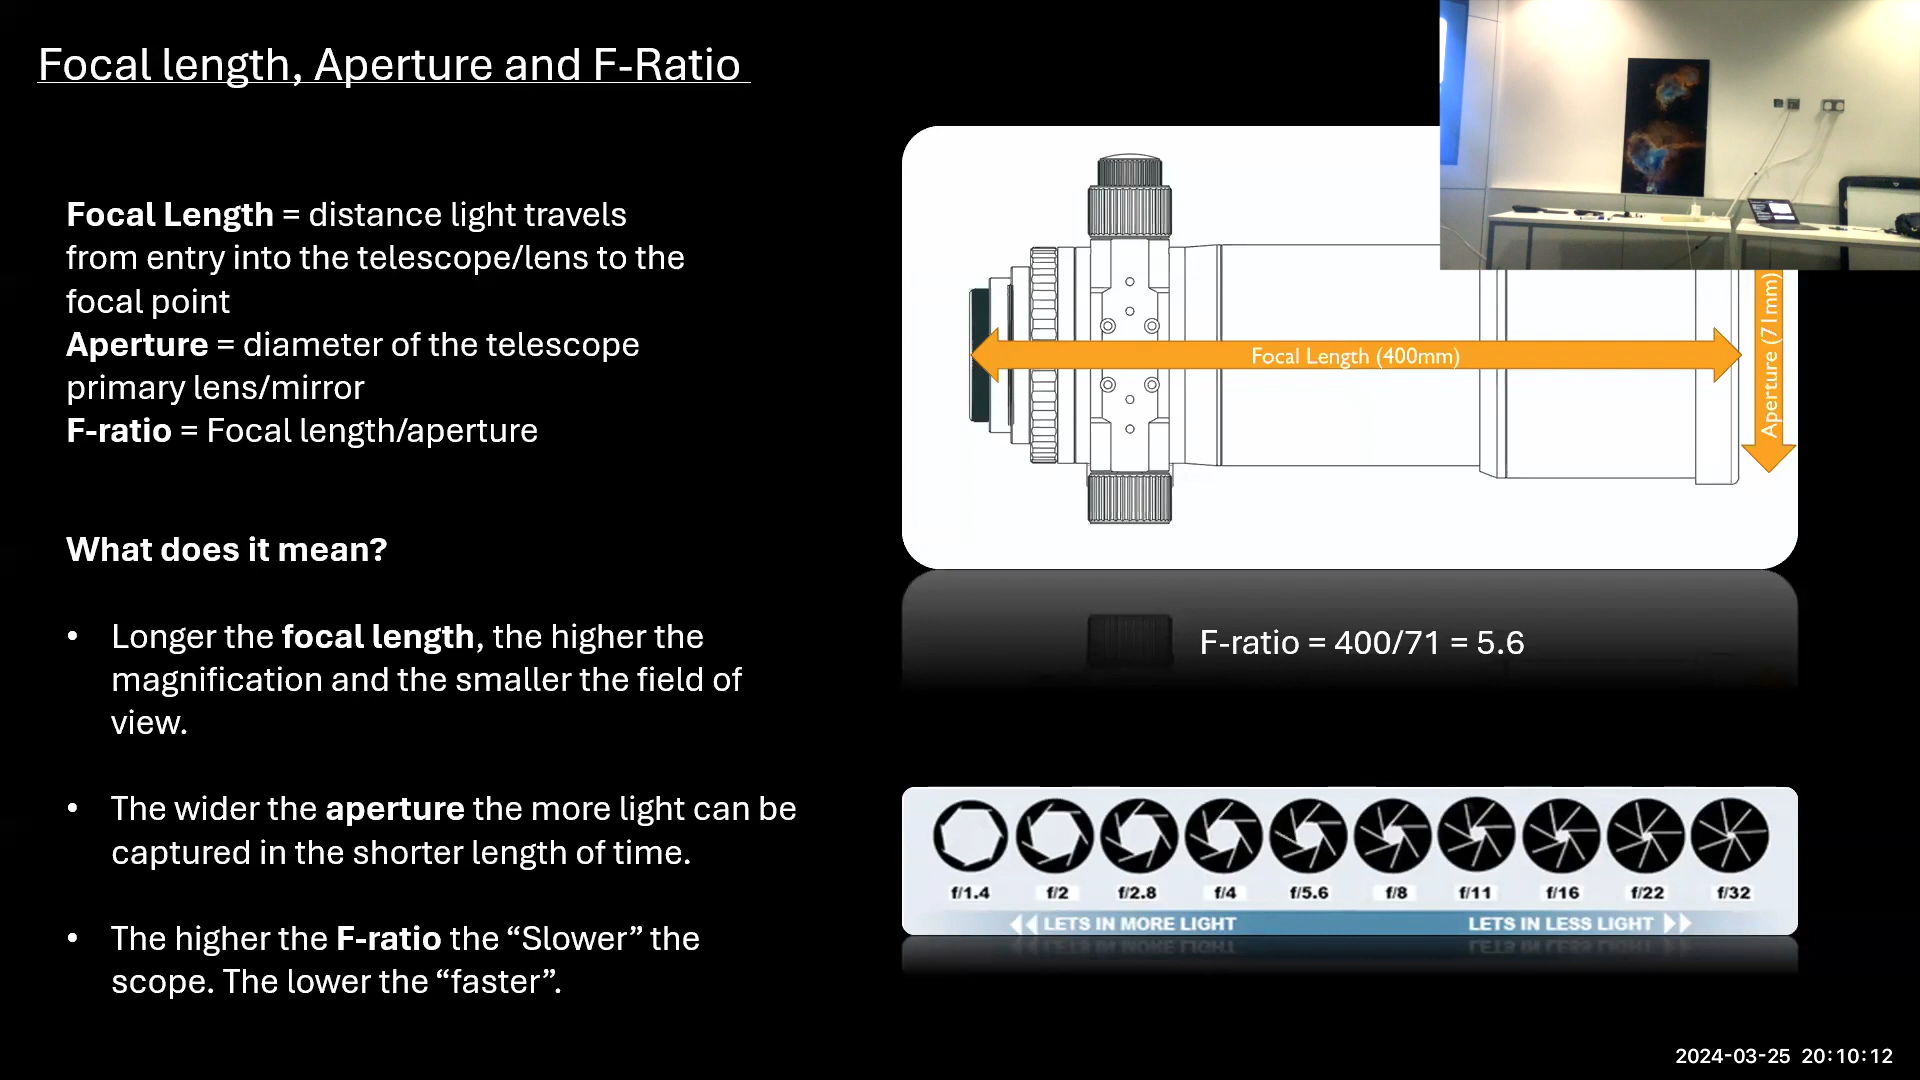 Focal length, Aperture and F-Ratio
Focal Length = distance light travels
from entry into the telescope/lens to the
focal point
Aperture = diameter of the telescope
primary lens/mirror
F-ratio = Focal length/aperture
What does it mean?
• Longer the focal length, the higher the
magnification and the smaller the field of
view.
• The wider the aperture the more light can be
captured in the shorter length of time.
• The higher the F-ratio the “Slower” the
scope. The lower the “faster”.
Focal Length (400mm)
Aperture (71mm)
F-ratio = 400/71 = 5.6
f/1.4 f/2 f/2.8 f/4 f/5.6 f/8 f/11 f/16 f/22 f/32
LETS IN MORE LIGHT LETS IN LESS LIGHT
2024-03-25 20:10:12